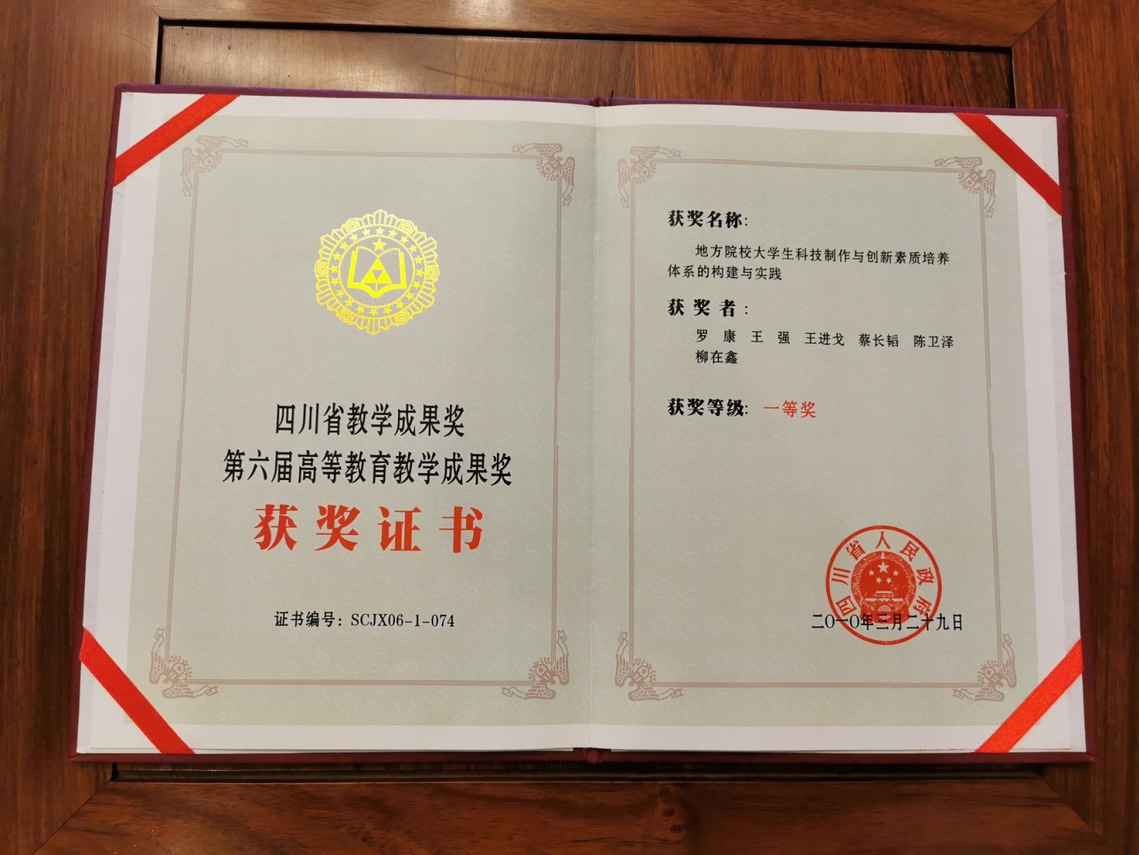 四川省教学成果奖
第六届高等教育教学成果奖
获奖证书
证书编号：SCJX06-1-074
获奖名称:
地方院校大学生科技制作与创新素质培养
体系的构建与实践
获 奖 者 :
罗 康 王 强 王进戈 蔡长韬 陈卫泽
柳在鑫
获奖等级: 一等奖
四川省人民政府
二〇一〇年三月二十九日